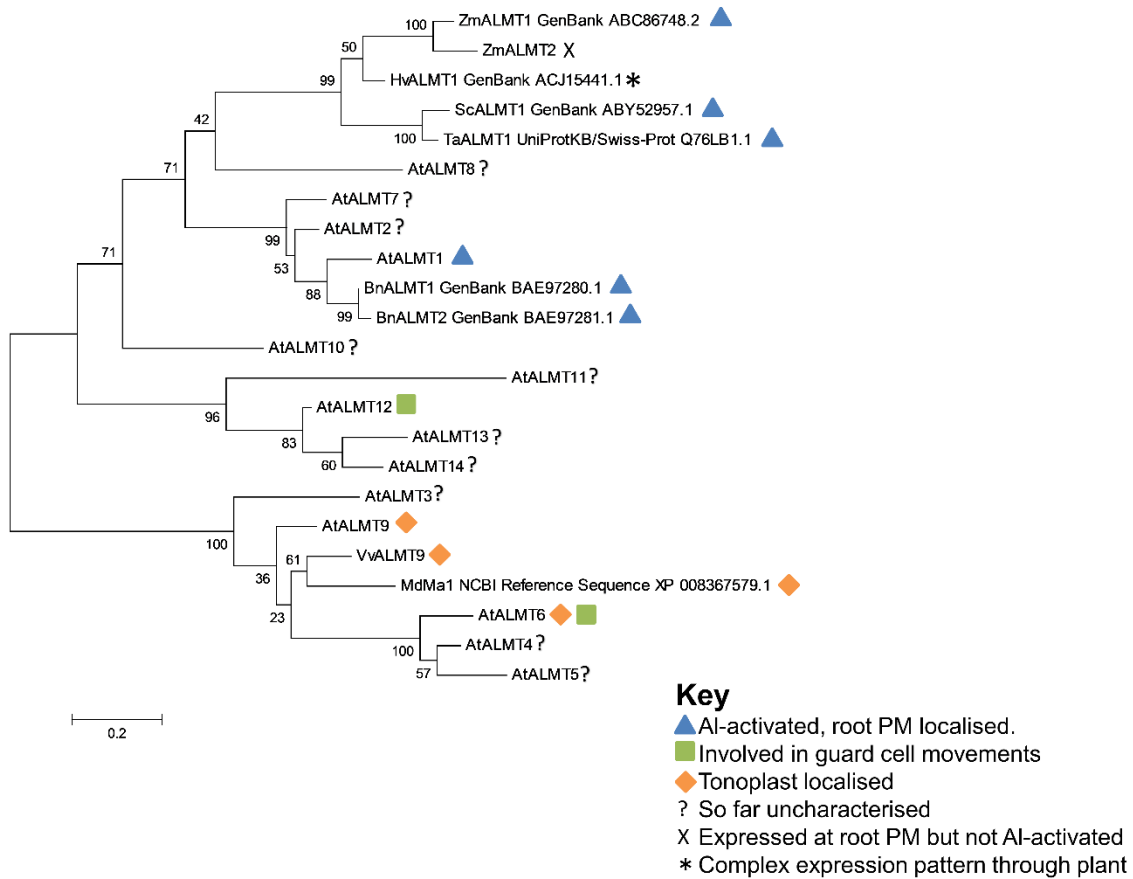 ZmALMT1 GenBank ABC86748.2
100
ZmALMT2 X
50
HvALMT1 GenBank ACJ15441.1*
99
ScALMT1 GenBank ABY52957.1
42
100
TaALMT1 UniProtKB/Swiss-Prot Q76LB1.1
71
AtALMT8?
AtALMT7?
99
AtALMT2?
71
53
AtALMT1
88
BnALMT1 GenBank BAE97280.1
99
BnALMT2 GenBank BAE97281.1
AtALMT10?
AtALMT11?
96
AtALMT12
83
AtALMT13?
60
AtALMT14?
AtALMT3?
100
AtALMT9
61
VvALMT9
36
MdMa1 NCBI Reference Sequence XP 008367579.1
23
AtALMT6
100
AtALMT4?
57
AtALMT5?
0.2
Key
Al-activated, root PM localised.
Involved in guard cell movements
Tonoplast localised
? So far uncharacterised
X Expressed at root PM but not Al-activated
* Complex expression pattern through plant